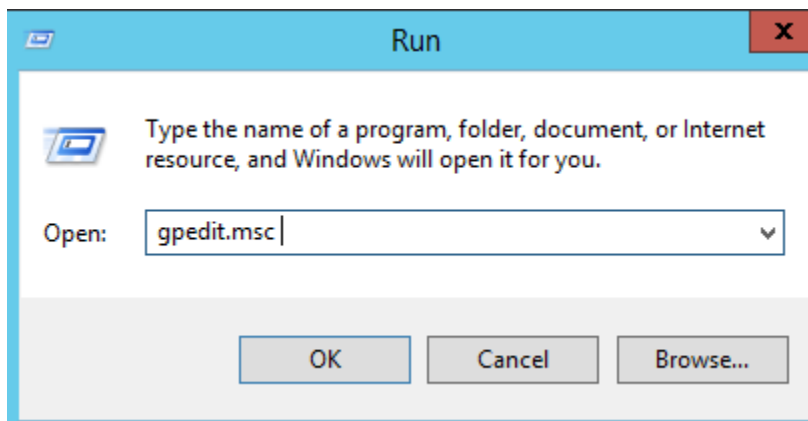 Run
x
Type the name of a program, folder, document, or Internet
resource, and Windows will open it for you.
Open: gpedit.msc
OK Cancel Browse...